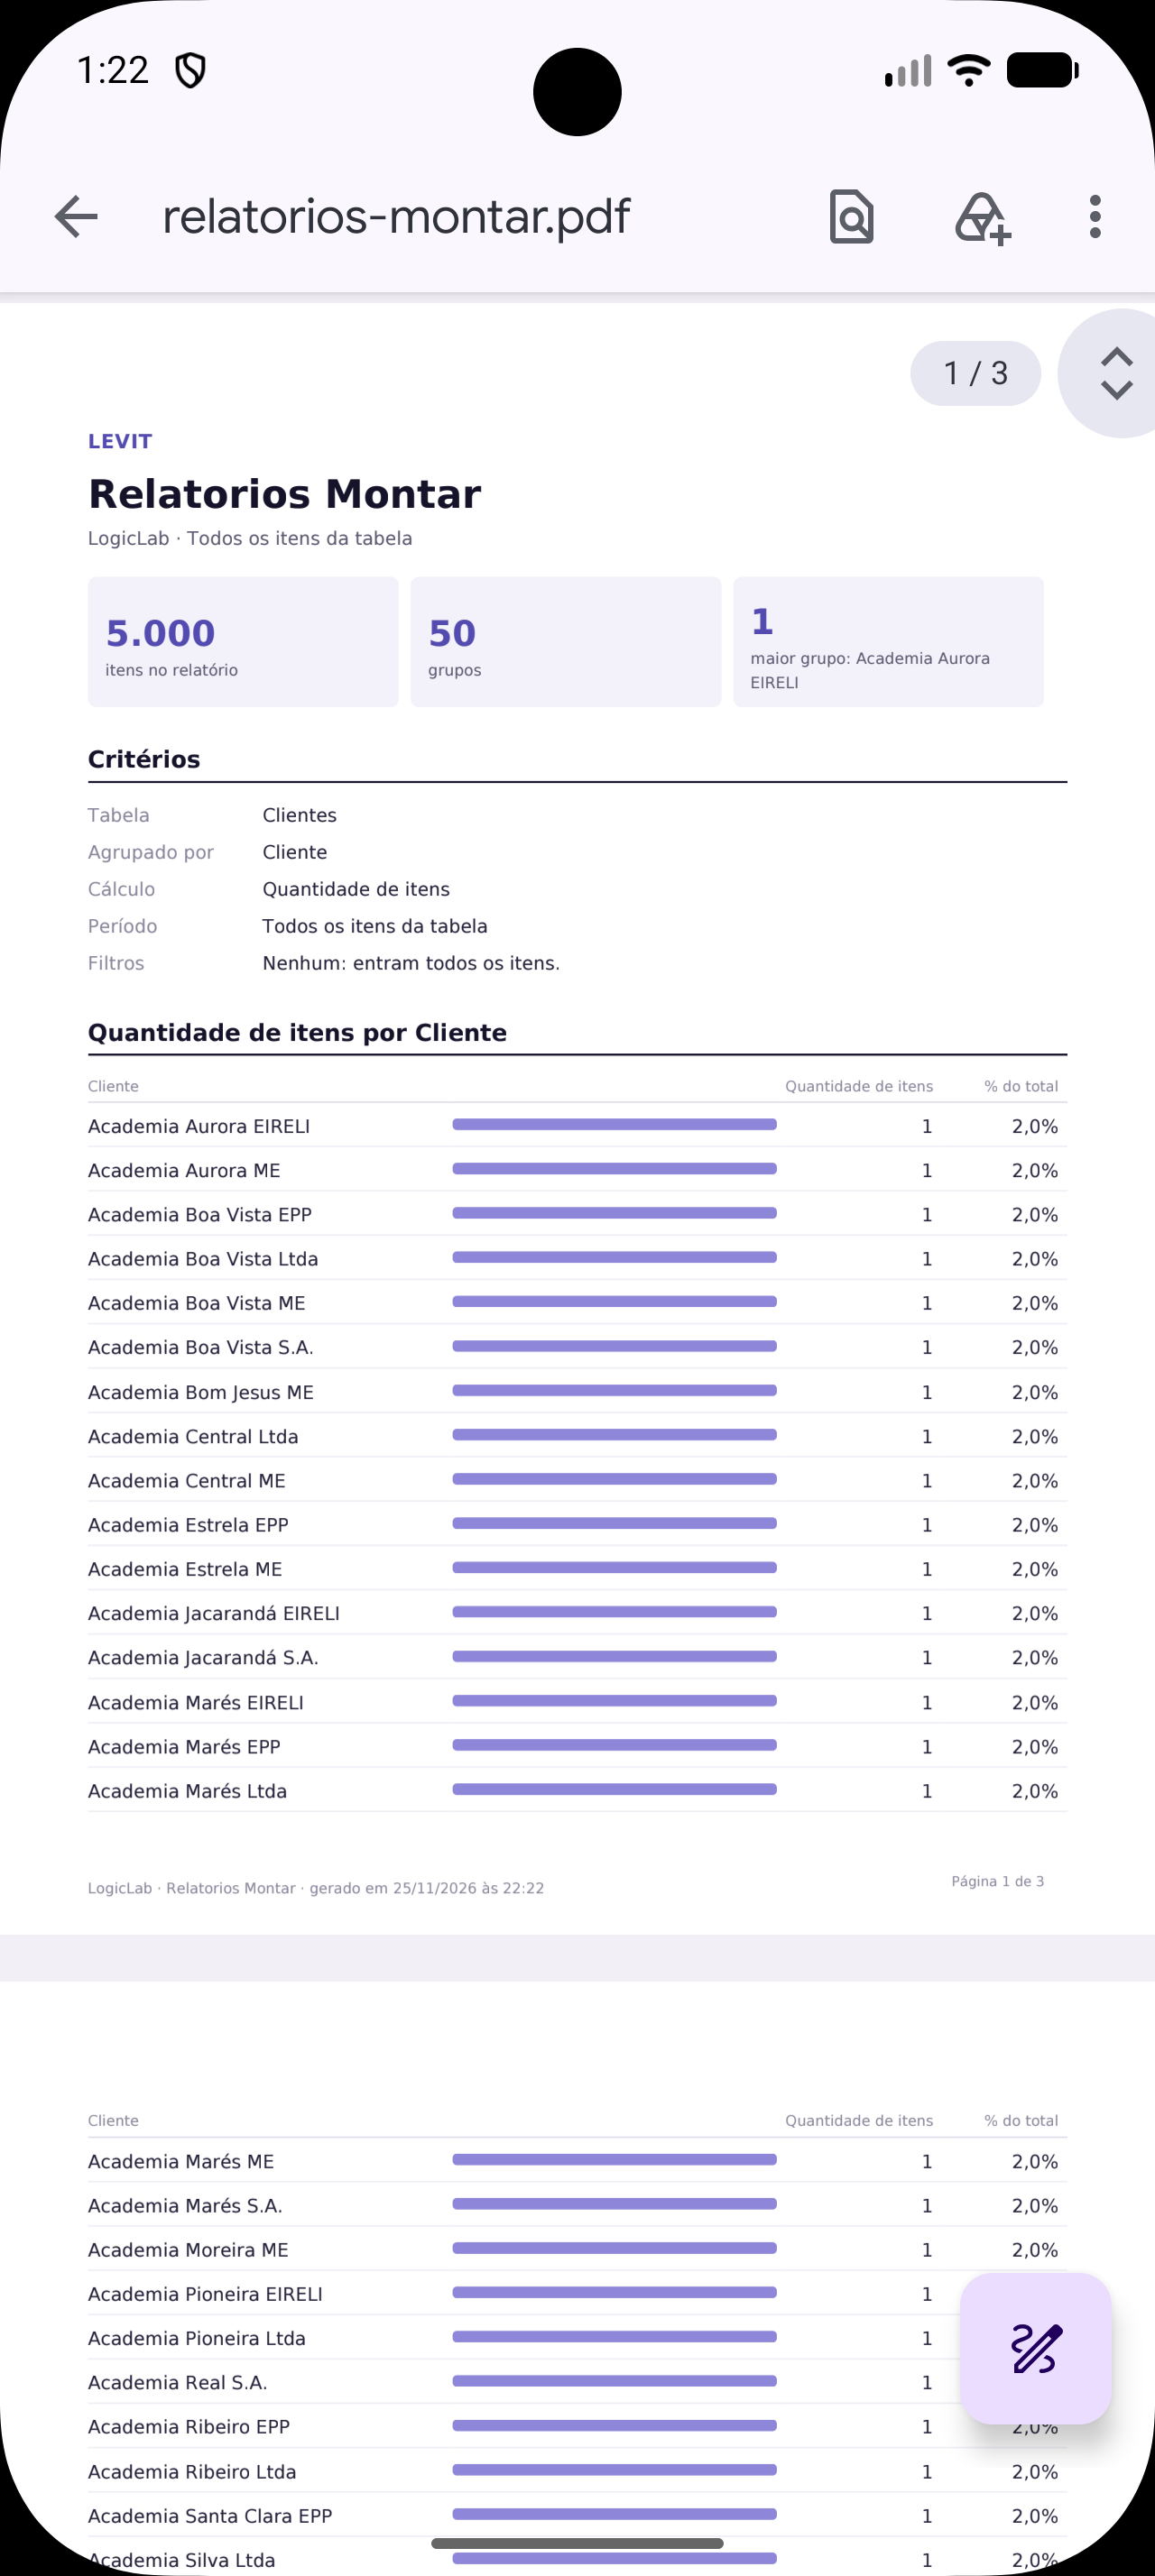 1:22
relatorios-montar.pdf
1 / 3
LEVIT
Relatorios Montar
LogicLab · Todos os itens da tabela
5.000
itens no relatório
50
grupos
1
maior grupo: Academia Aurora
EIRELI
Critérios
Tabela Clientes
Agrupado por Cliente
Cálculo Quantidade de itens
Período Todos os itens da tabela
Filtros Nenhum: entram todos os itens.
Quantidade de itens por Cliente
Cliente Quantidade de itens % do total
Academia Aurora EIRELI 1 2,0%
Academia Aurora ME 1 2,0%
Academia Boa Vista EPP 1 2,0%
Academia Boa Vista Ltda 1 2,0%
Academia Boa Vista ME 1 2,0%
Academia Boa Vista S.A. 1 2,0%
Academia Bom Jesus ME 1 2,0%
Academia Central Ltda 1 2,0%
Academia Central ME 1 2,0%
Academia Estrela EPP 1 2,0%
Academia Estrela ME 1 2,0%
Academia Jacarandá EIRELI 1 2,0%
Academia Jacarandá S.A. 1 2,0%
Academia Marés EIRELI 1 2,0%
Academia Marés EPP 1 2,0%
Academia Marés Ltda 1 2,0%
LogicLab · Relatorios Montar · gerado em 25/11/2026 às 22:22 Página 1 de 3
Cliente Quantidade de itens % do total
Academia Marés ME 1 2,0%
Academia Marés S.A. 1 2,0%
Academia Moreira ME 1 2,0%
Academia Pioneira EIRELI 1
Academia Pioneira Ltda 1
Academia Real S.A. 1
Academia Ribeiro EPP 1 2,0%
Academia Ribeiro Ltda 1 2,0%
Academia Santa Clara EPP 1 2,0%
Academia Silva Ltda 1 2,0%